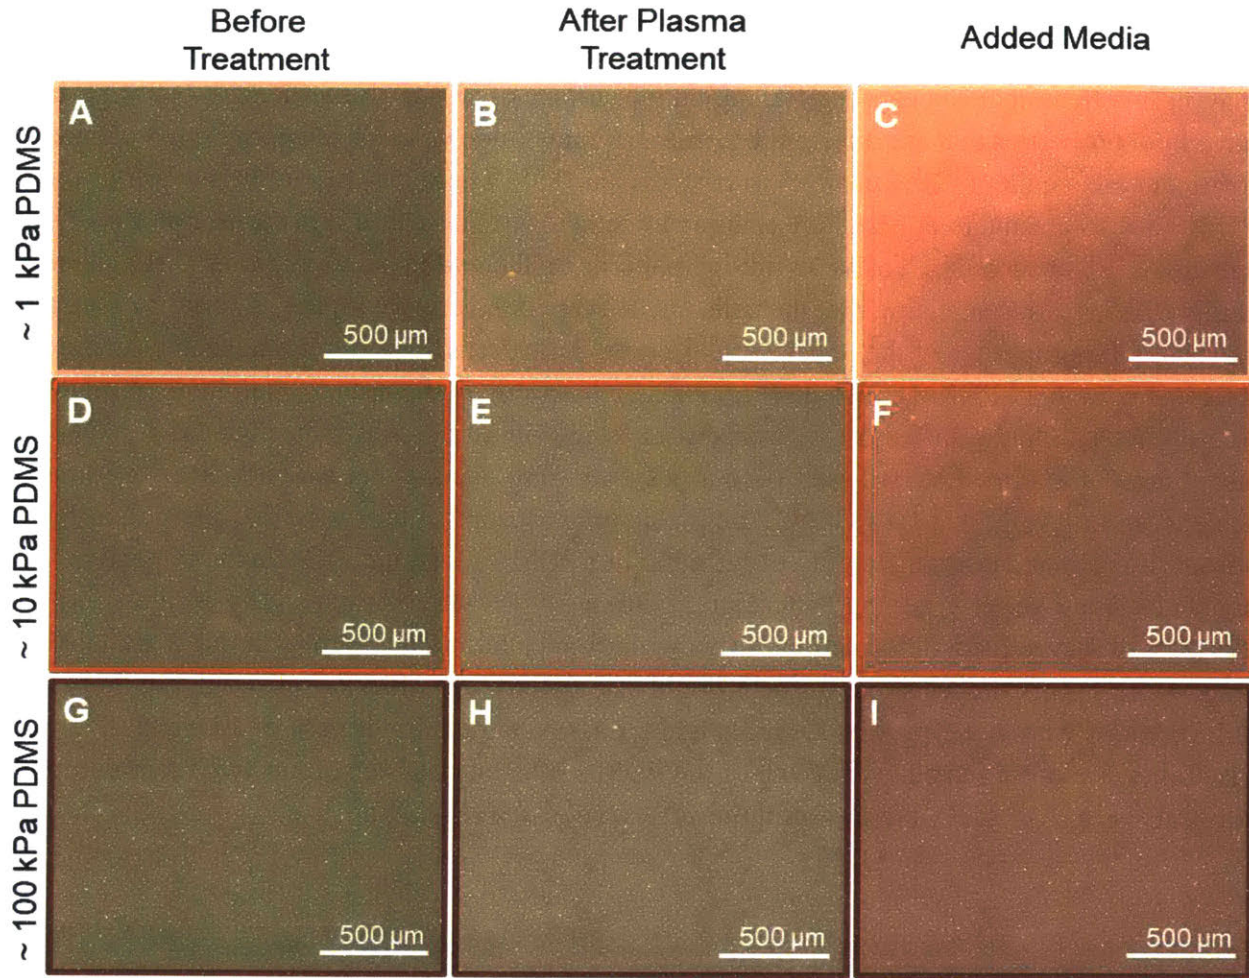 Before
Treatment
After Plasma
Treatment
Added Media
~ 1 kPa PDMS
A
500 µm
B
500 µm
C
500 µm
~ 10 kPa PDMS
D
500 µm
E
500 µm
F
500 µm
~ 100 kPa PDMS
G
500 µm
H
500 µm
I
500 µm